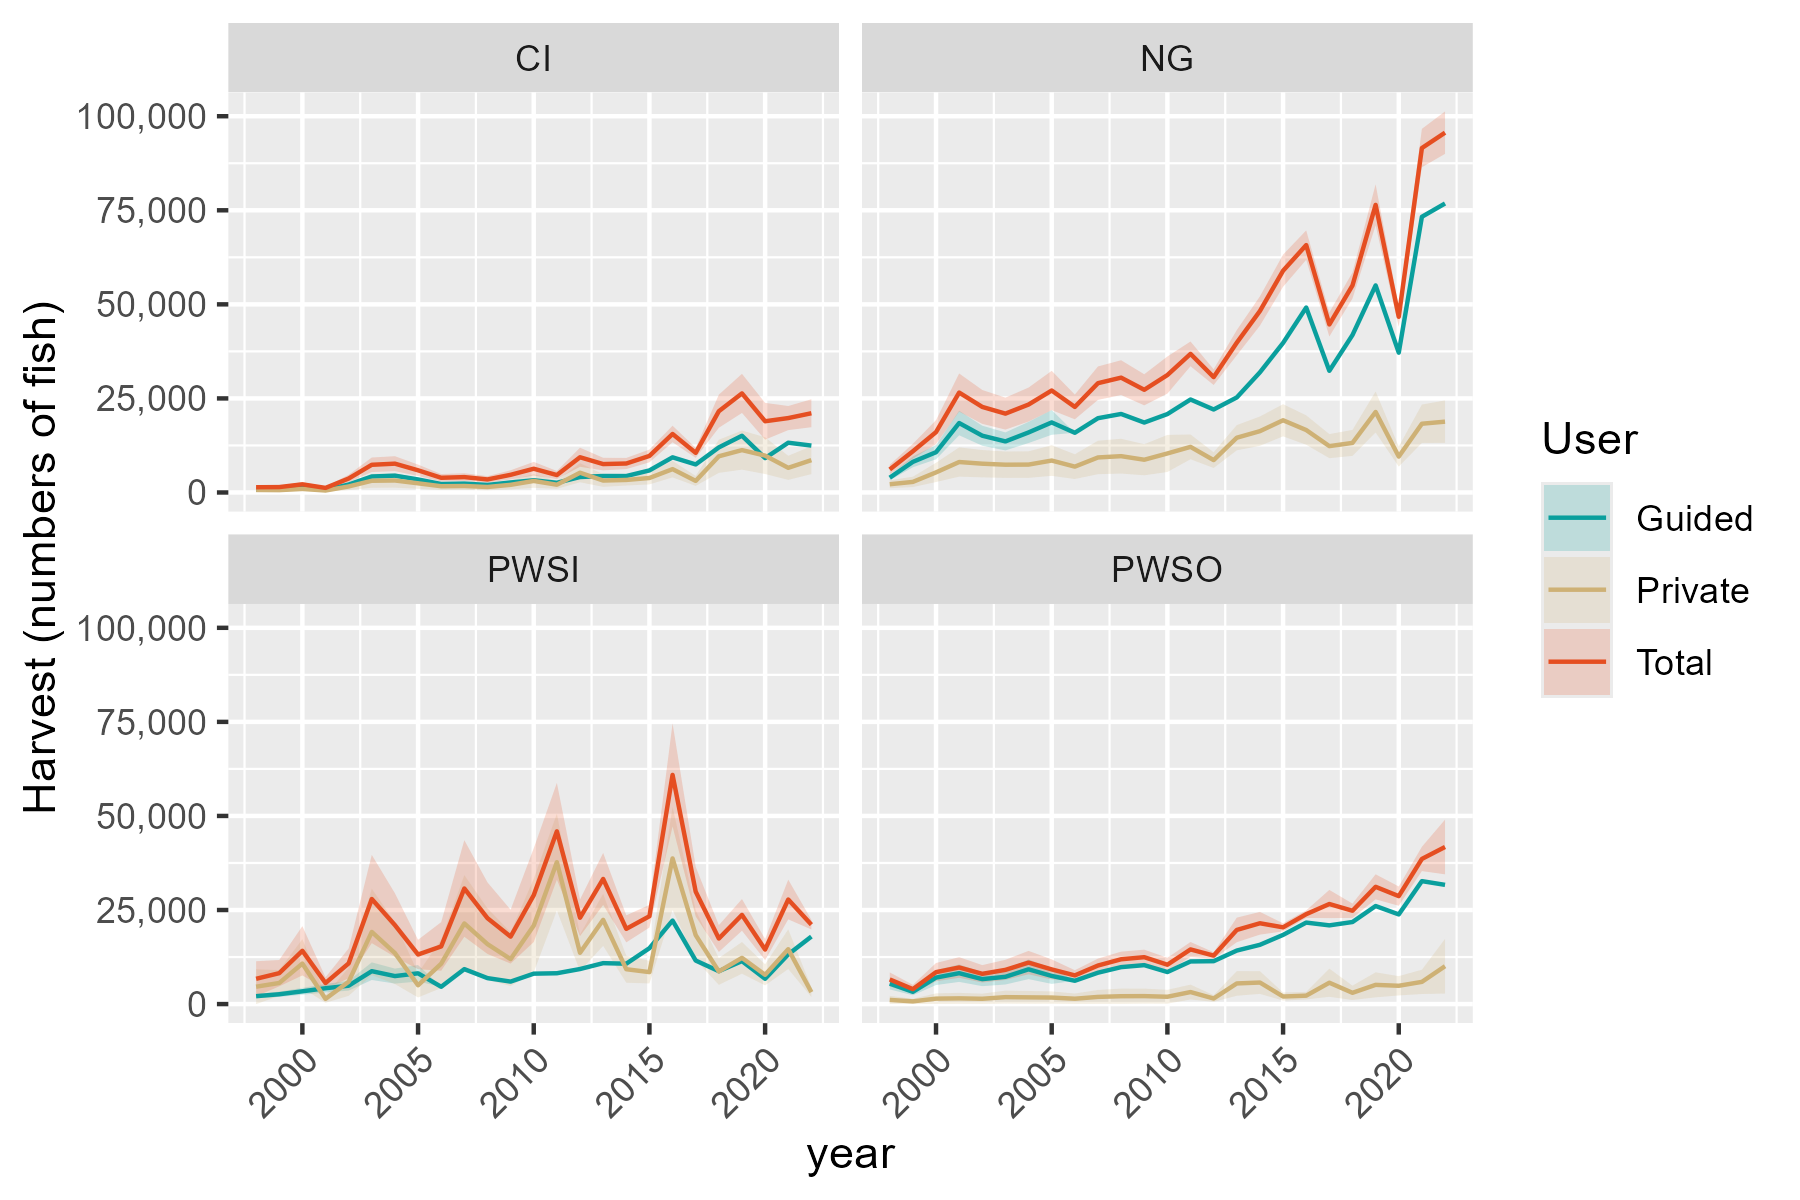 CI
NG
100,000
75,000
50,000
25,000
0
PWSI
PWSO
100,000
75,000
50,000
25,000
0
2000
2005
2010
2015
2020
2000
2005
2010
2015
2020
year
Harvest (numbers of fish)
User
Guided
Private
Total